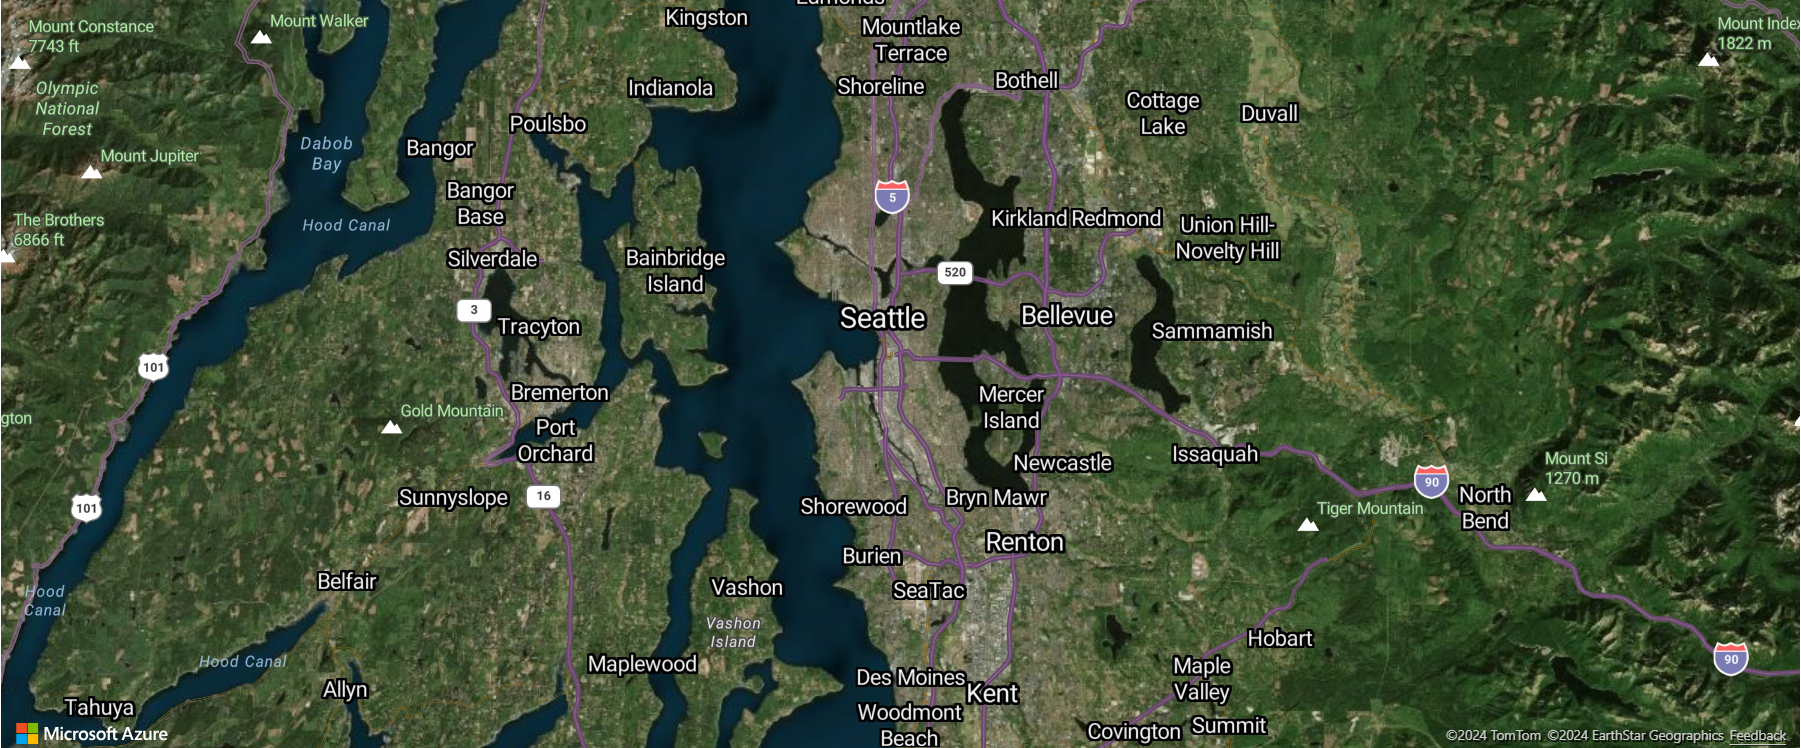 Edmonds
Kingston
Mount Walker
Mount Constance
7743 ft
Mountlake
Terrace
Mount Index
1822 m
Olympic
National
Forest
Indianola
Shoreline
Bothell
Cottage
Lake
Duvall
Poulsbo
Dabob
Bay
Bangor
Mount Jupiter
Bangor
Base
5
The Brothers
6866 ft
Hood Canal
Kirkland
Redmond
Union Hill-
Novelty Hill
Silverdale
Bainbridge
Island
520
3
Tracyton
Seattle
Bellevue
Sammamish
101
Bremerton
Mercer
Island
gton
Gold Mountain
Port
Orchard
Issaquah
Newcastle
Mount Si
1270 m
90
Sunnyslope
16
Shorewood
Bryn Mawr
North
Bend
101
Tiger Mountain
Burien
Renton
Belfair
Vashon
SeaTac
Hood
Canal
Vashon
Island
Hobart
Hood Canal
Maplewood
90
Maple
Valley
Des Moines
Kent
Allyn
Tahuya
Woodmont
Beach
Covington
Summit
Microsoft Azure
©2024 TomTom ©2024 EarthStar Geographics Feedback